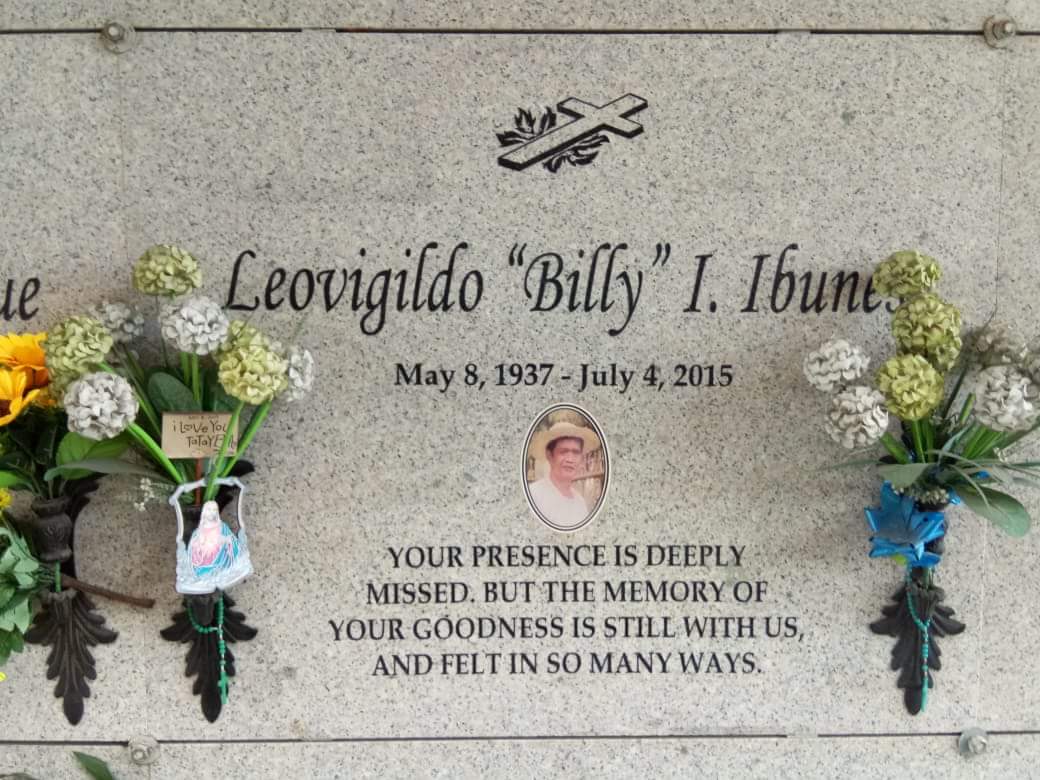 Leovigildo "Billy" I. Ibunes
ue
May 8, 1937 - July 4, 2015
i Love You
TaTay
YOUR PRESENCE IS DEEPLY
MISSED. BUT THE MEMORY OF
YOUR GOODNESS IS STILL WITH US,
AND FELT IN SO MANY WAYS.